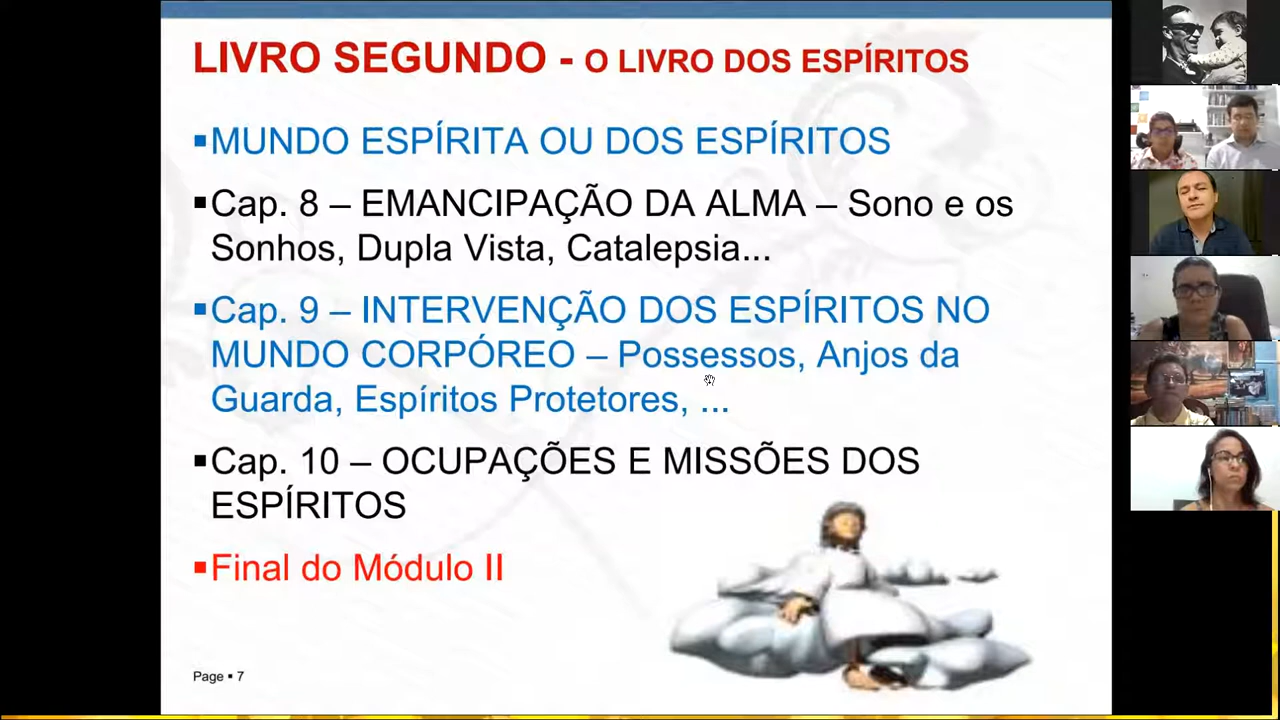 LIVRO SEGUNDO - O LIVRO DOS ESPÍRITOS
▪MUNDO ESPÍRITA OU DOS ESPÍRITOS
▪Cap. 8 – EMANCIPAÇÃO DA ALMA – Sono e os
Sonhos, Dupla Vista, Catalepsia...
▪Cap. 9 – INTERVENÇÃO DOS ESPÍRITOS NO
MUNDO CORPÓREO – Possessos, Anjos da
Guarda, Espíritos Protetores, ...
▪Cap. 10 – OCUPAÇÕES E MISSÕES DOS
ESPÍRITOS
▪Final do Módulo II
Page ▪ 7